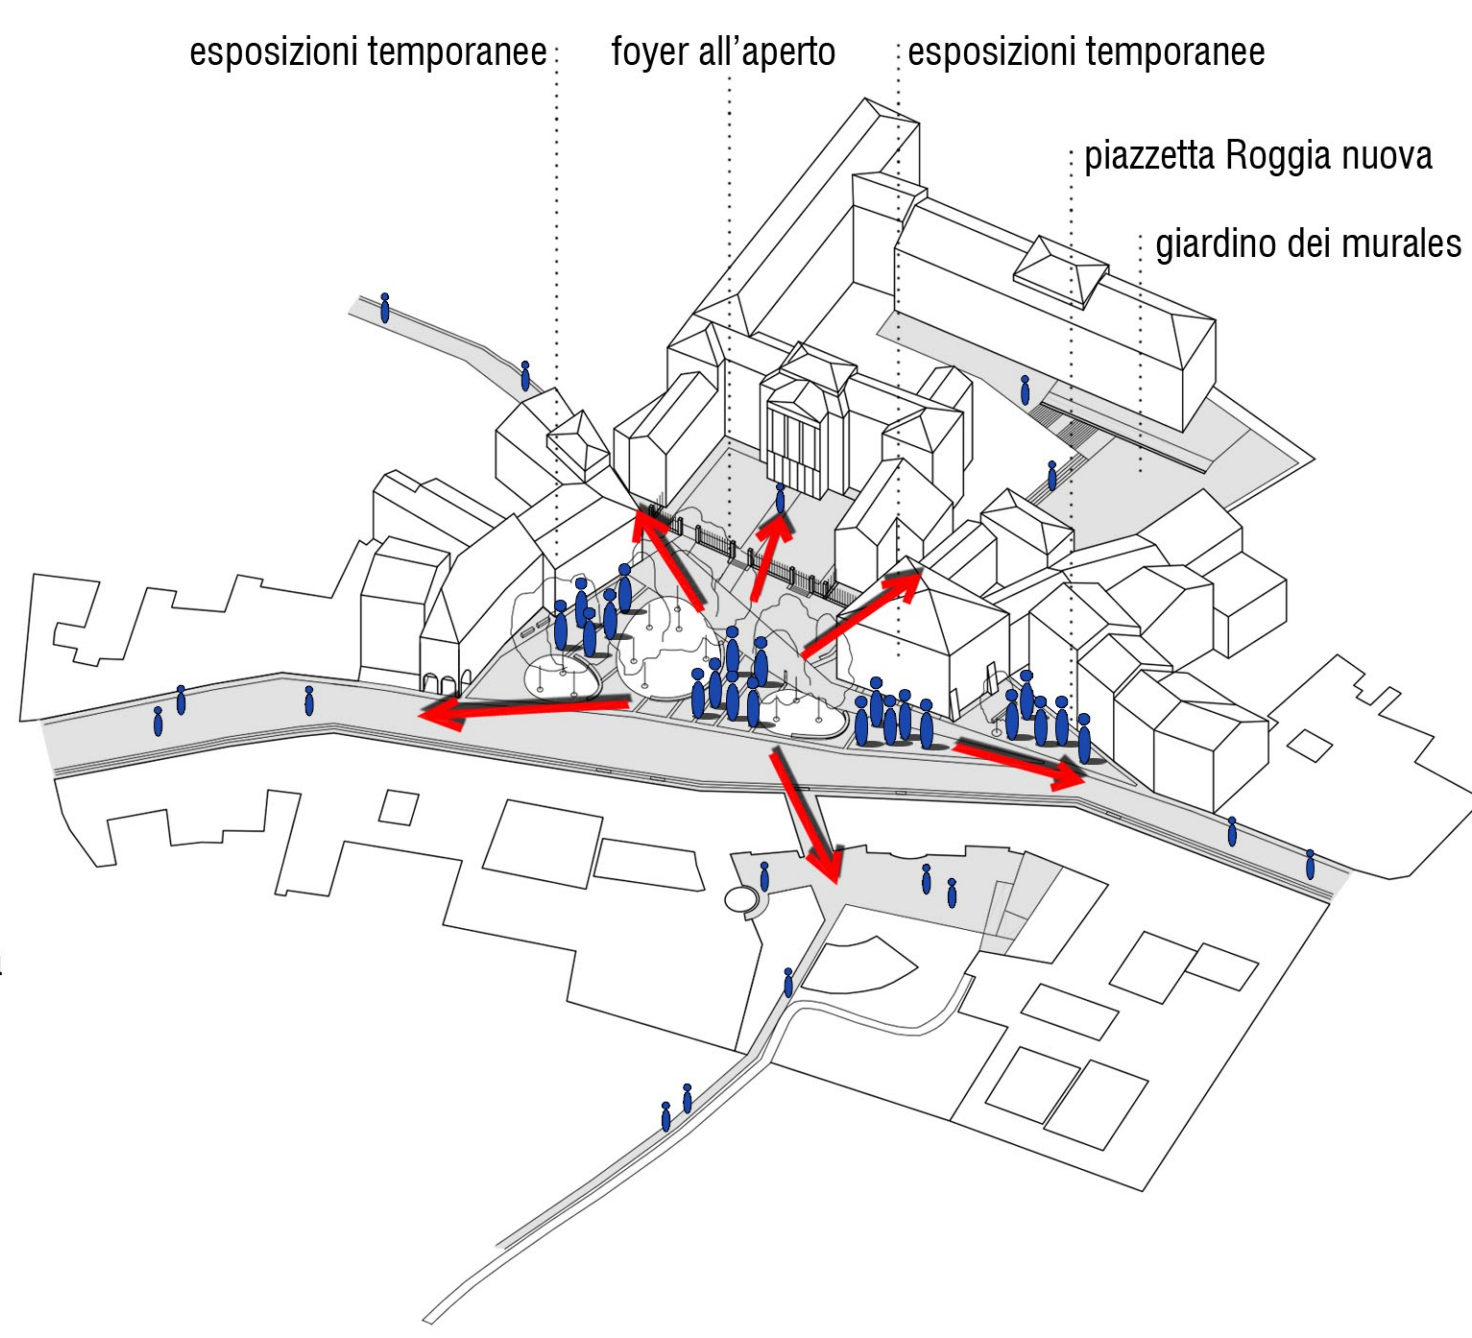 esposizioni temporanee
foyer all’aperto
esposizioni temporanee
piazzetta Roggia nuova
giardino dei murales